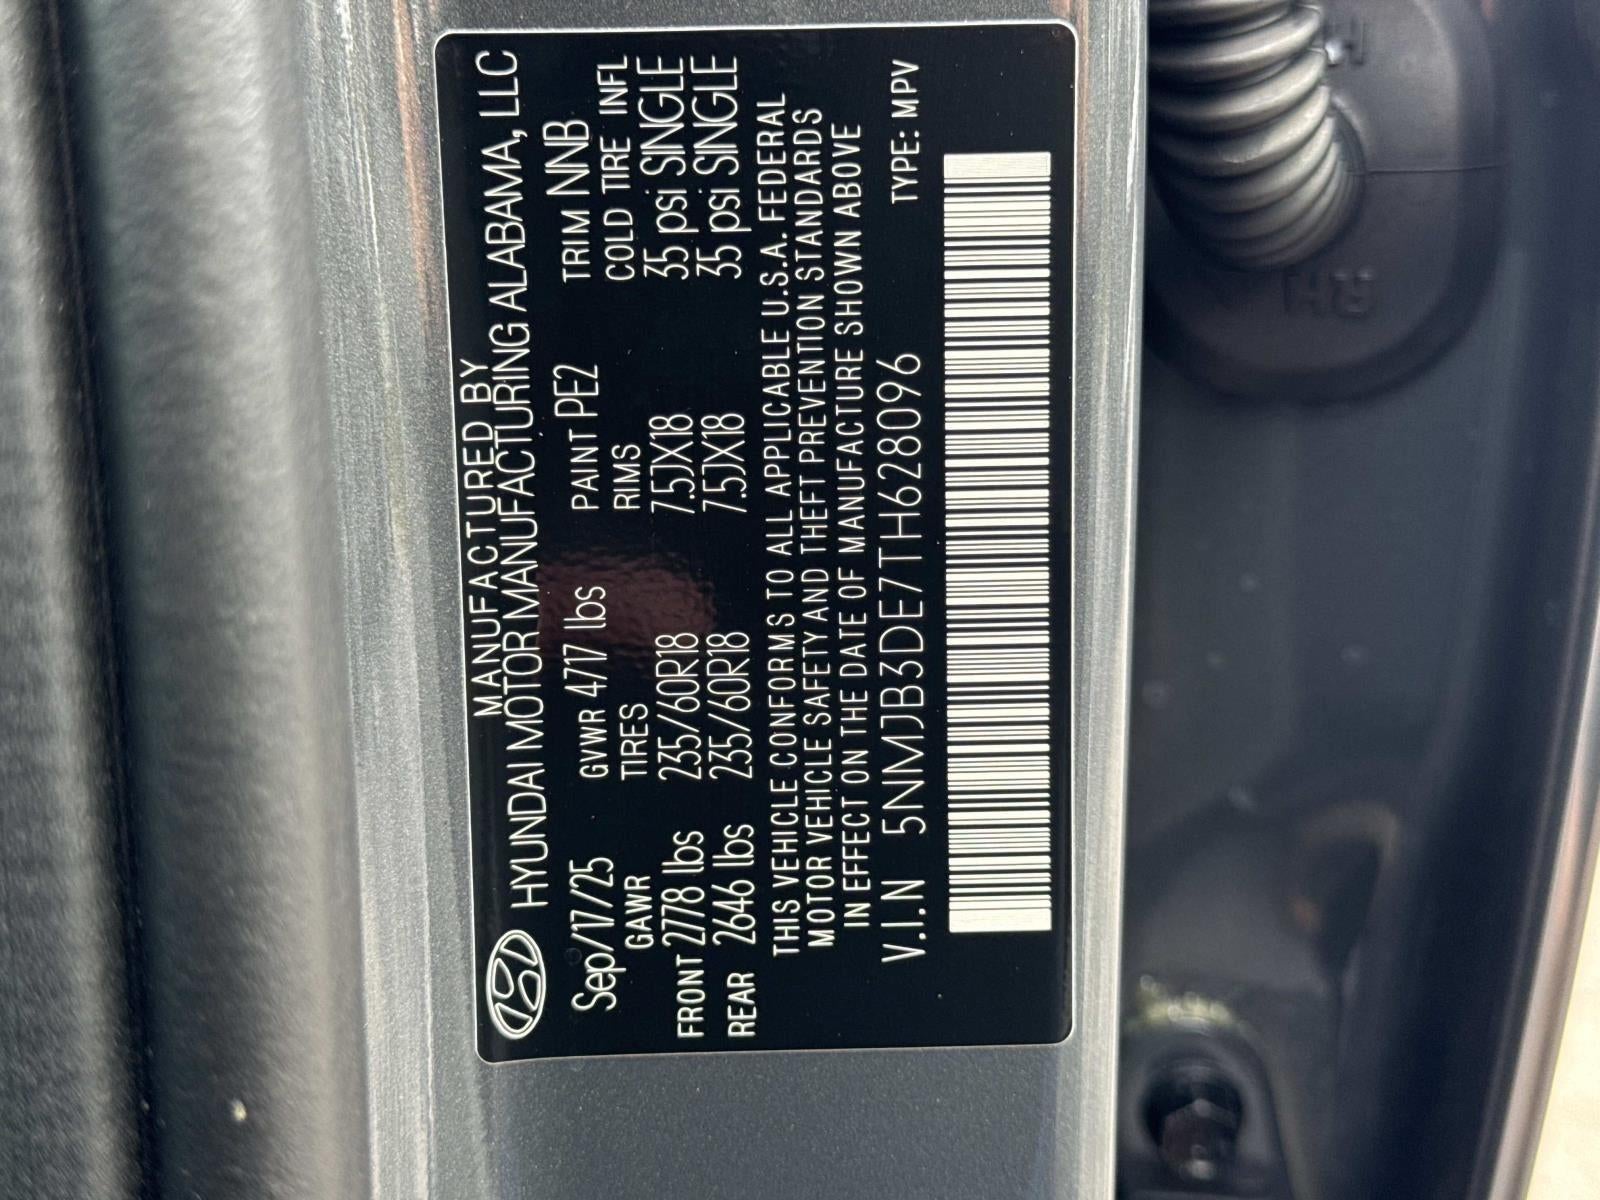 MANUFACTURED BY
HYUNDAI MOTOR MANUFACTURING ALABAMA, LLC
Sep/17/25 GVWR 4717 lbs PAINT PE2 TRIM NNB
GAWR TIRES RIMS COLD TIRE INFL
FRONT 2778 lbs 235/60R18 7.5JX18 35 psi SINGLE
REAR 2646 lbs 235/60R18 7.5JX18 35 psi SINGLE
THIS VEHICLE CONFORMS TO ALL APPLICABLE U.S.A. FEDERAL
MOTOR VEHICLE SAFETY AND THEFT PREVENTION STANDARDS
IN EFFECT ON THE DATE OF MANUFACTURE SHOWN ABOVE
V.I.N 5NMJB3DE7TH628096 TYPE: MPV
RH